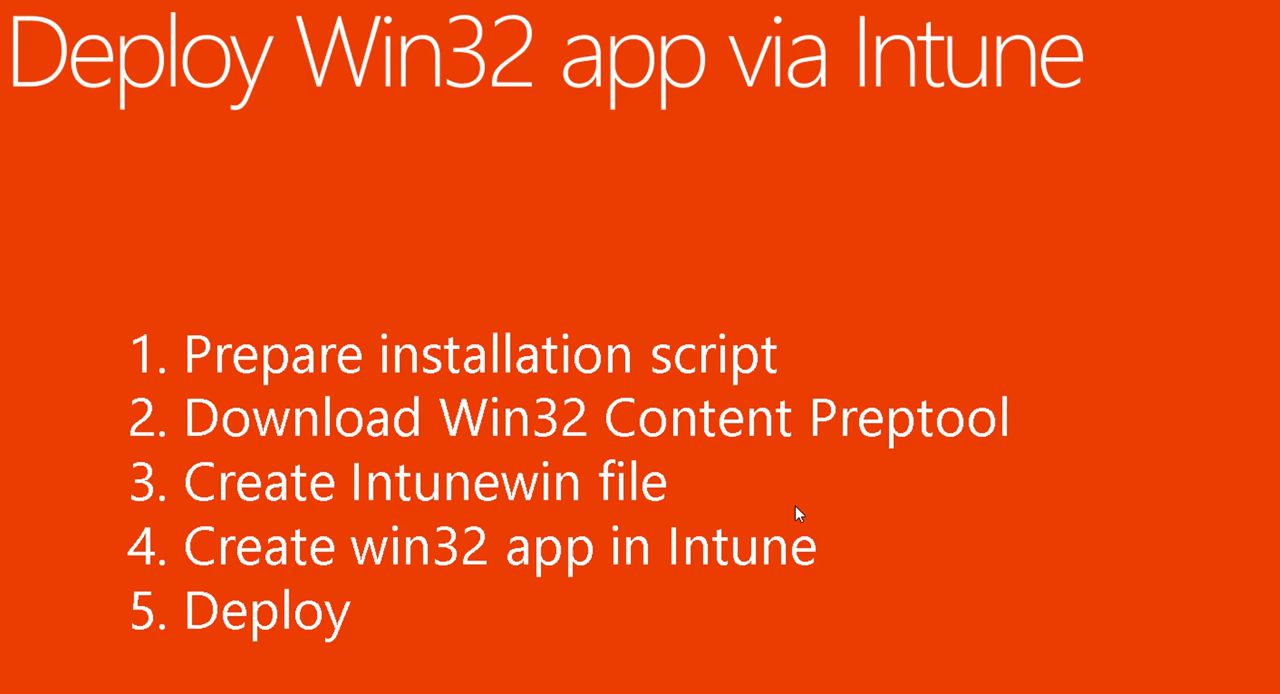 Deploy Win32 app via Intune
1. Prepare installation script
2. Download Win32 Content Preptool
3. Create Intunewin file
4. Create win32 app in Intune
5. Deploy